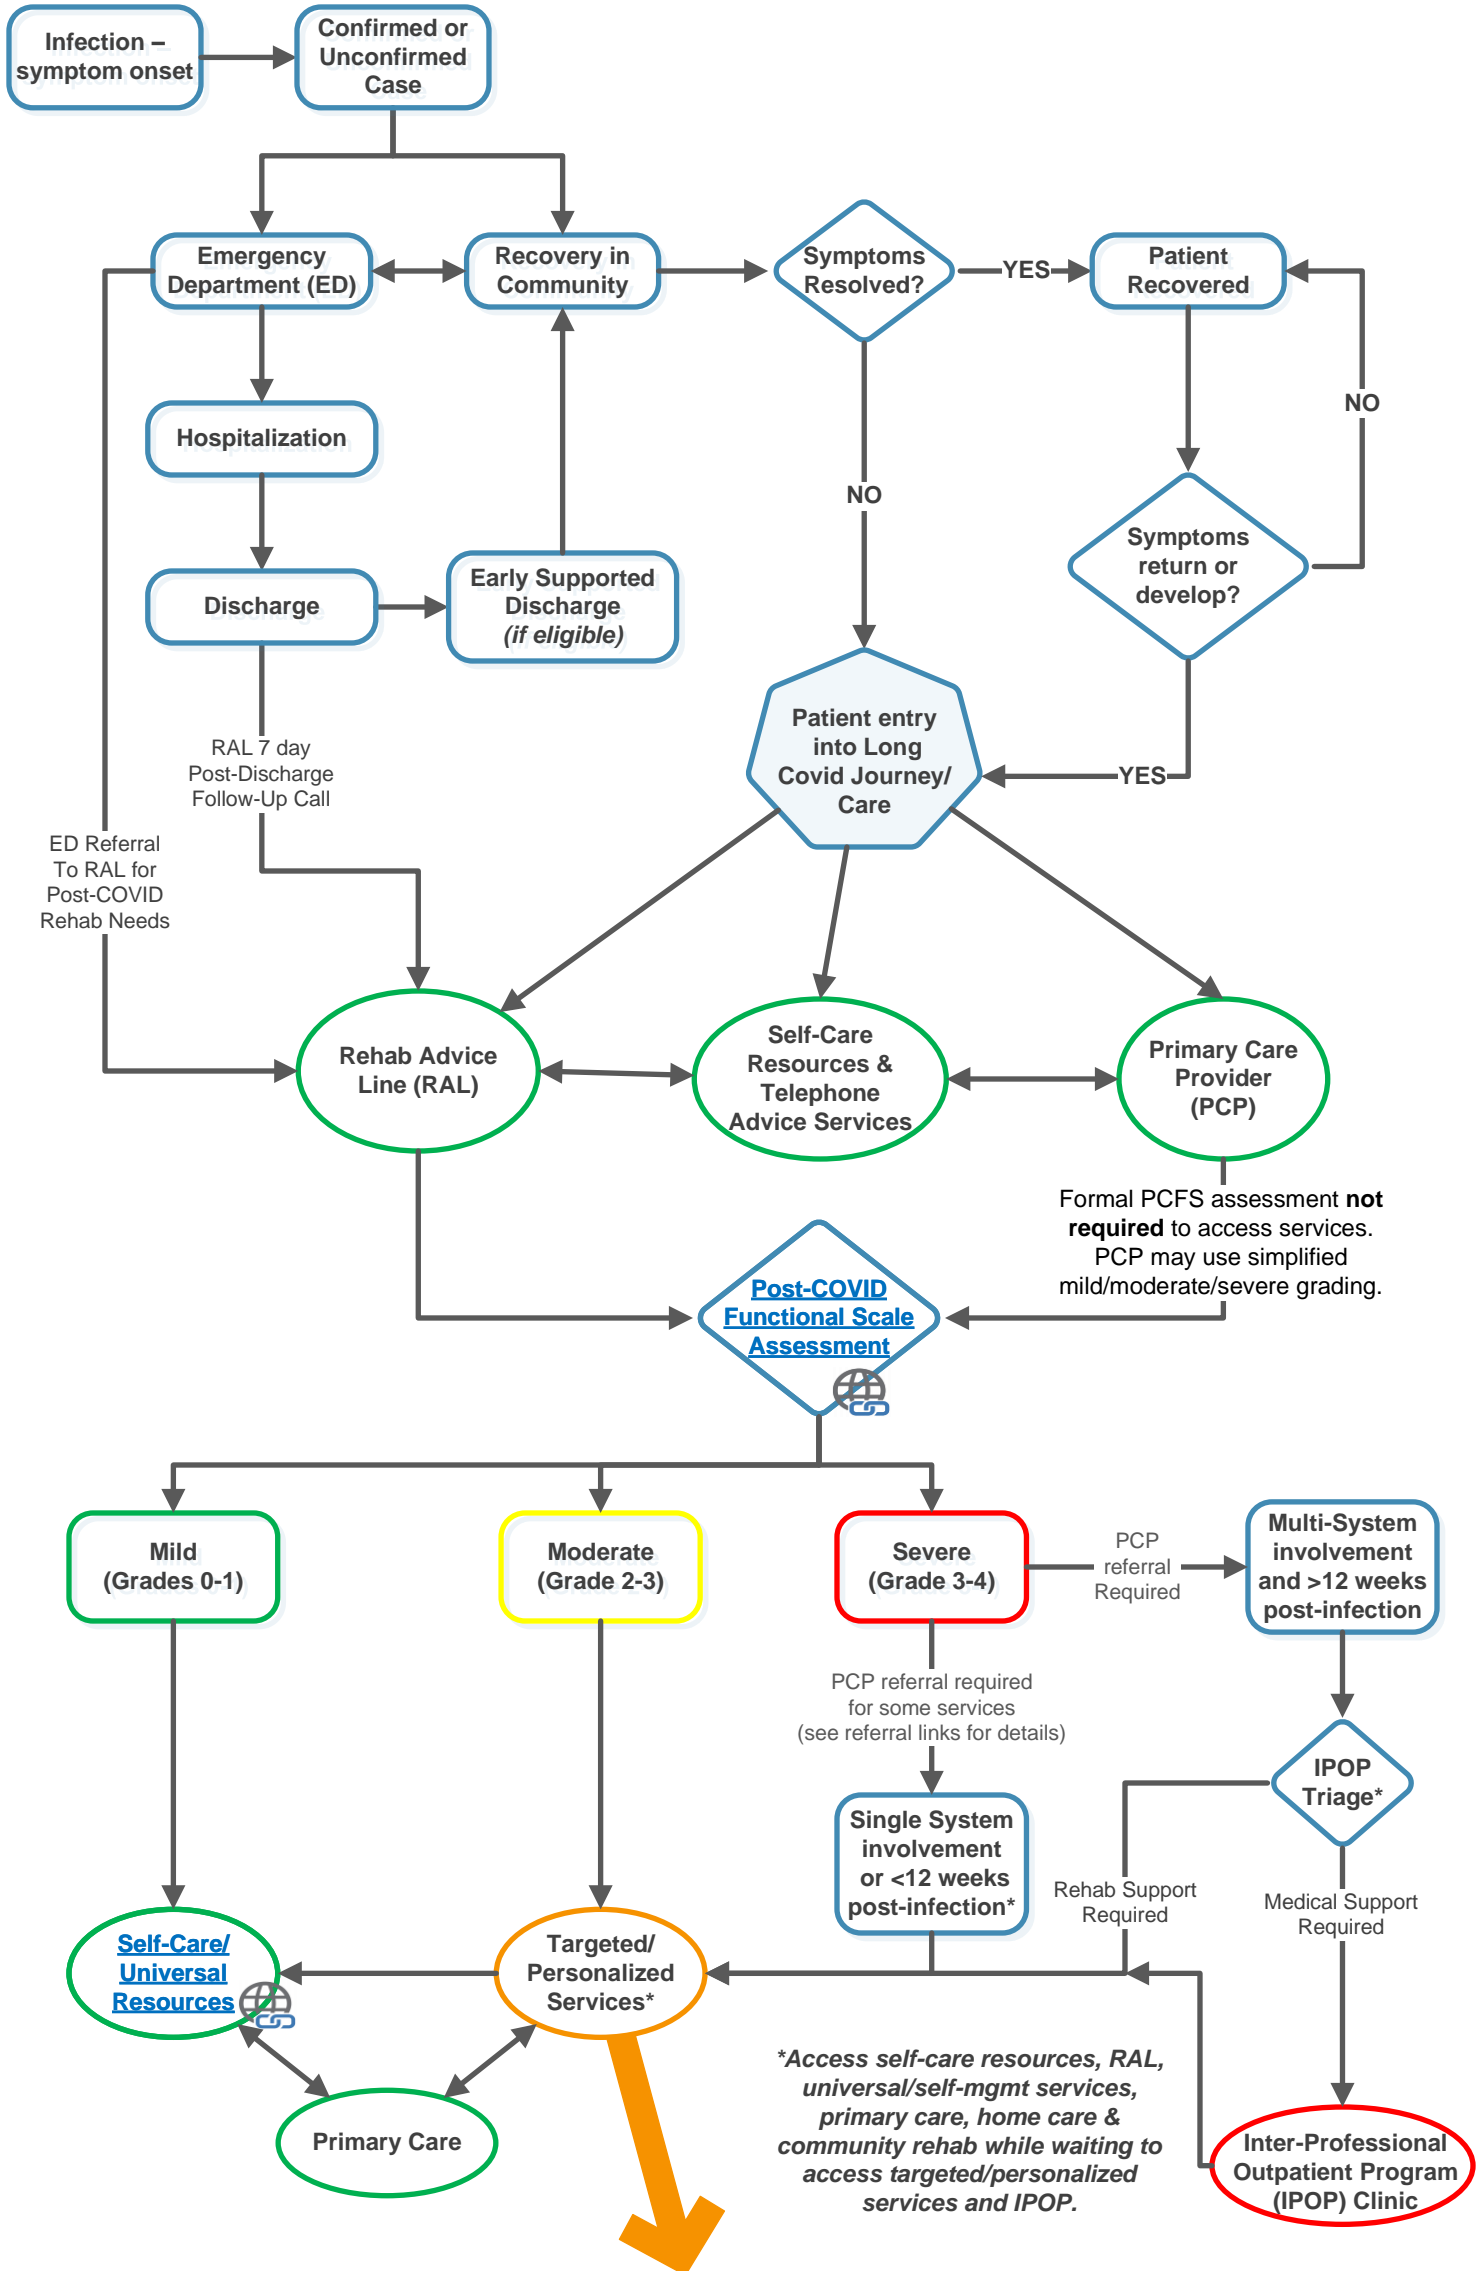 Infection –
symptom onset
Confirmed or
Unconfirmed
Case
Emergency
Department (ED)
Recovery in
Community
Symptoms
Resolved?
YES
Patient
Recovered
NO
NO
Hospitalization
Symptoms
return or
develop?
Discharge
Early Supported
Discharge
(if eligible)
Patient entry
into Long
Covid Journey/
Care
YES
RAL 7 day
Post-Discharge
Follow-Up Call
ED Referral
To RAL for
Post-COVID
Rehab Needs
Rehab Advice
Line (RAL)
Self-Care
Resources &
Telephone
Advice Services
Primary Care
Provider
(PCP)
Formal PCFS assessment not
required to access services.
PCP may use simplified
mild/moderate/severe grading.
Post-COVID
Functional Scale
Assessment
Mild
(Grades 0-1)
Moderate
(Grade 2-3)
Severe
(Grade 3-4)
PCP
referral
Required
Multi-System
involvement
and >12 weeks
post-infection
PCP referral required
for some services
(see referral links for details)
IPOP
Triage*
Single System
involvement
or <12 weeks
post-infection*
Rehab Support
Required
Medical Support
Required
Self-Care/
Universal
Resources
Targeted/
Personalized
Services*
Primary Care
*Access self-care resources, RAL,
universal/self-mgmt services,
primary care, home care &
community rehab while waiting to
access targeted/personalized
services and IPOP.
Inter-Professional
Outpatient Program
(IPOP) Clinic